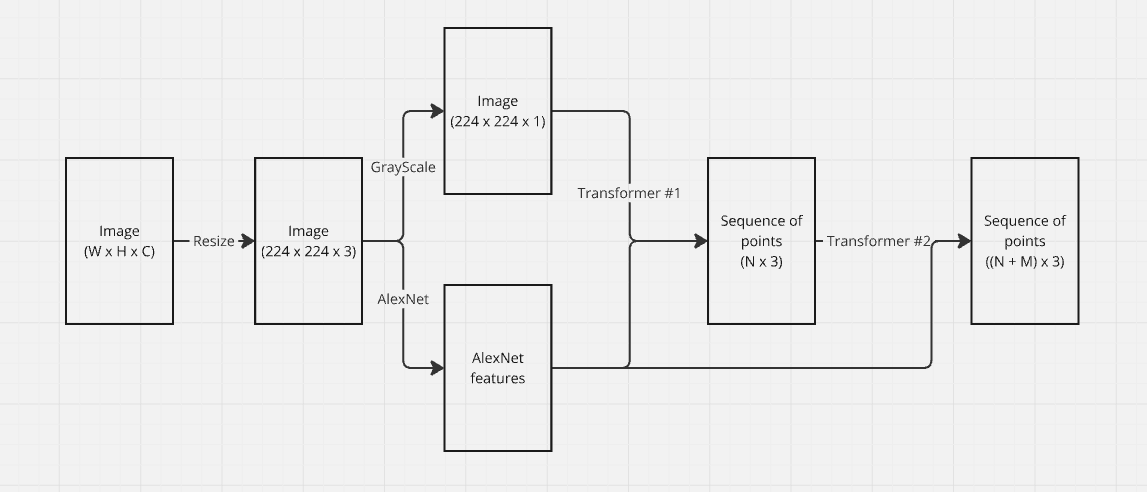 Image
(W x H x C)
Resize
Image
(224 x 224 x 3)
GrayScale
AlexNet
Image
(224 x 224 x 1)
AlexNet
features
Transformer #1
Sequence of
points
(N x 3)
Transformer #2
Sequence of
points
((N + M) x 3)